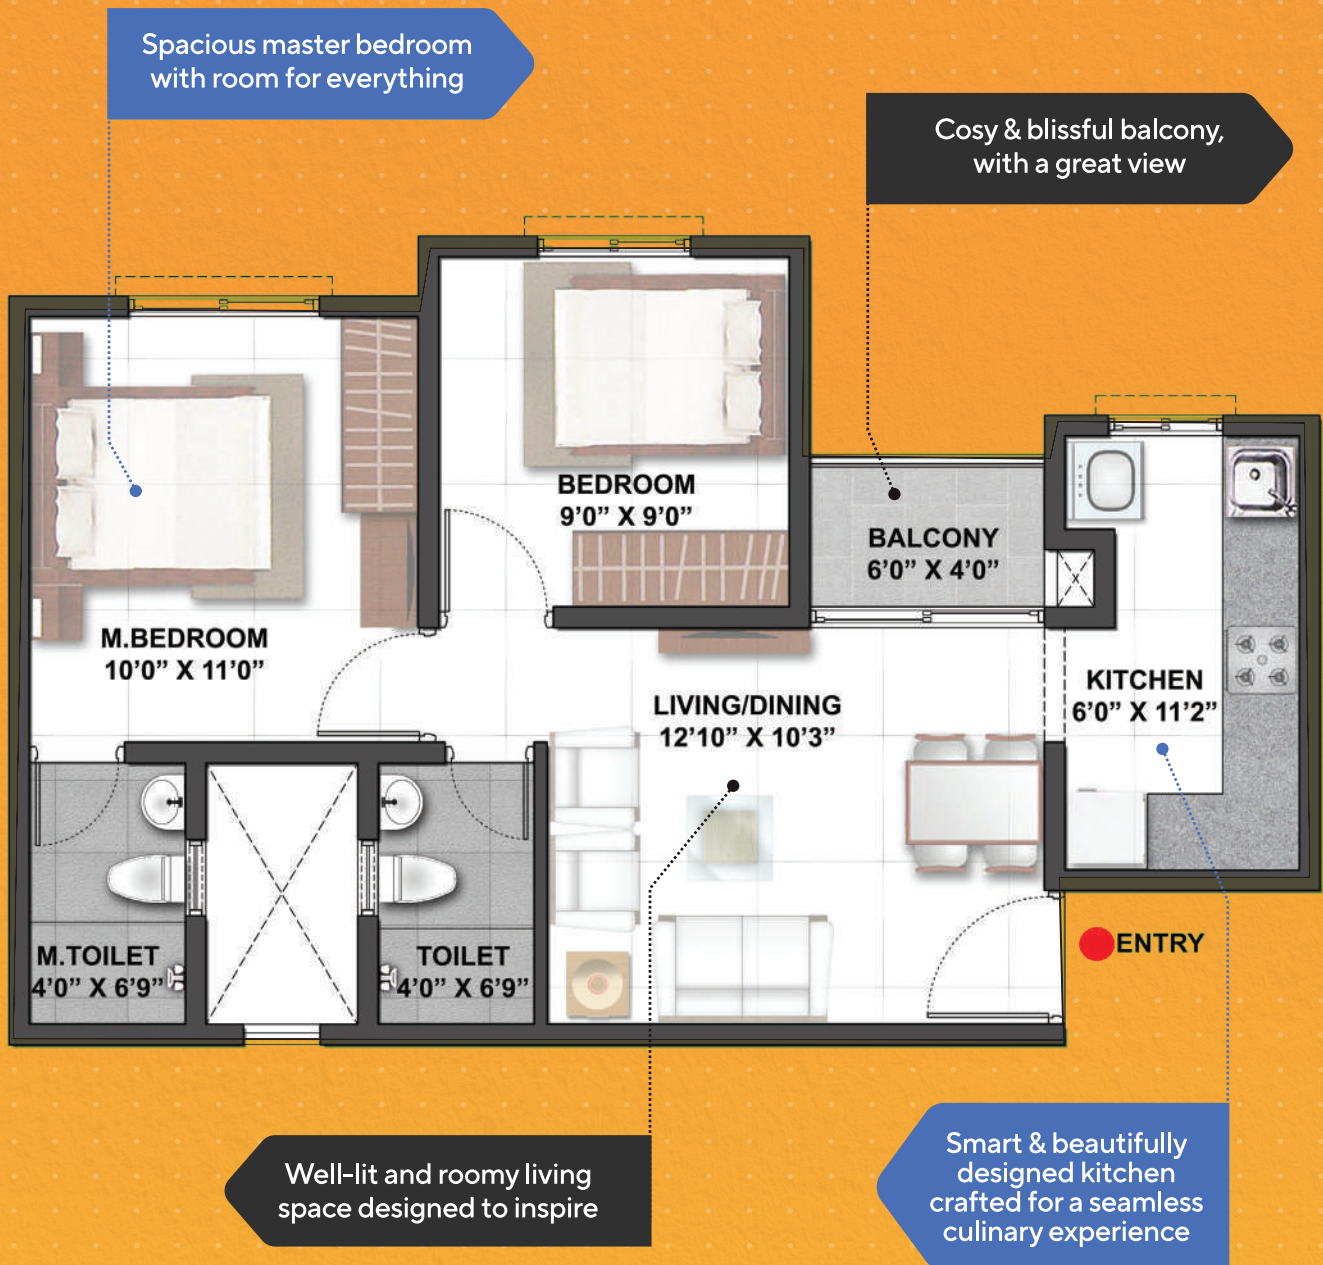 Spacious master bedroom
with room for everything
Cosy & blissful balcony,
with a great view
BEDROOM
9’0” X 9’0”
BALCONY
6’0” X 4’0”
X
M.BEDROOM
10’0” X 11’0”
LIVING/DINING
12’10” X 10’3”
KITCHEN
6’0” X 11’2”
M.TOILET
4’0” X 6’9”
TOILET
4’0” X 6’9”
ENTRY
Well-lit and roomy living
space designed to inspire
Smart & beautifully
designed kitchen
crafted for a seamless
culinary experience